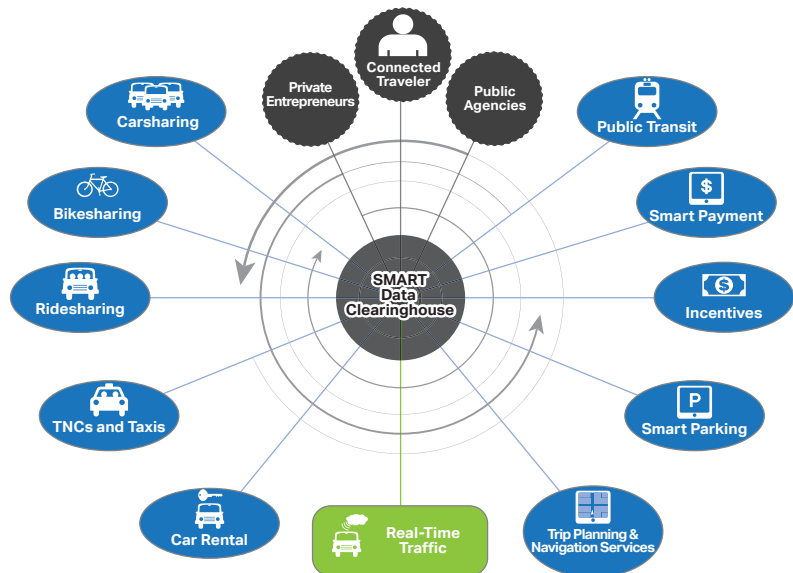 Connected
Traveler
Private
Entrepreneurs
Public
Agencies
Carsharing
Public Transit
Bikesharing
$
Smart Payment
SMART
Data
Clearinghouse
Ridesharing
$
Incentives
TNCs and Taxis
P
Smart Parking
Car Rental
Real-Time
Traffic
Trip Planning &
Navigation Services